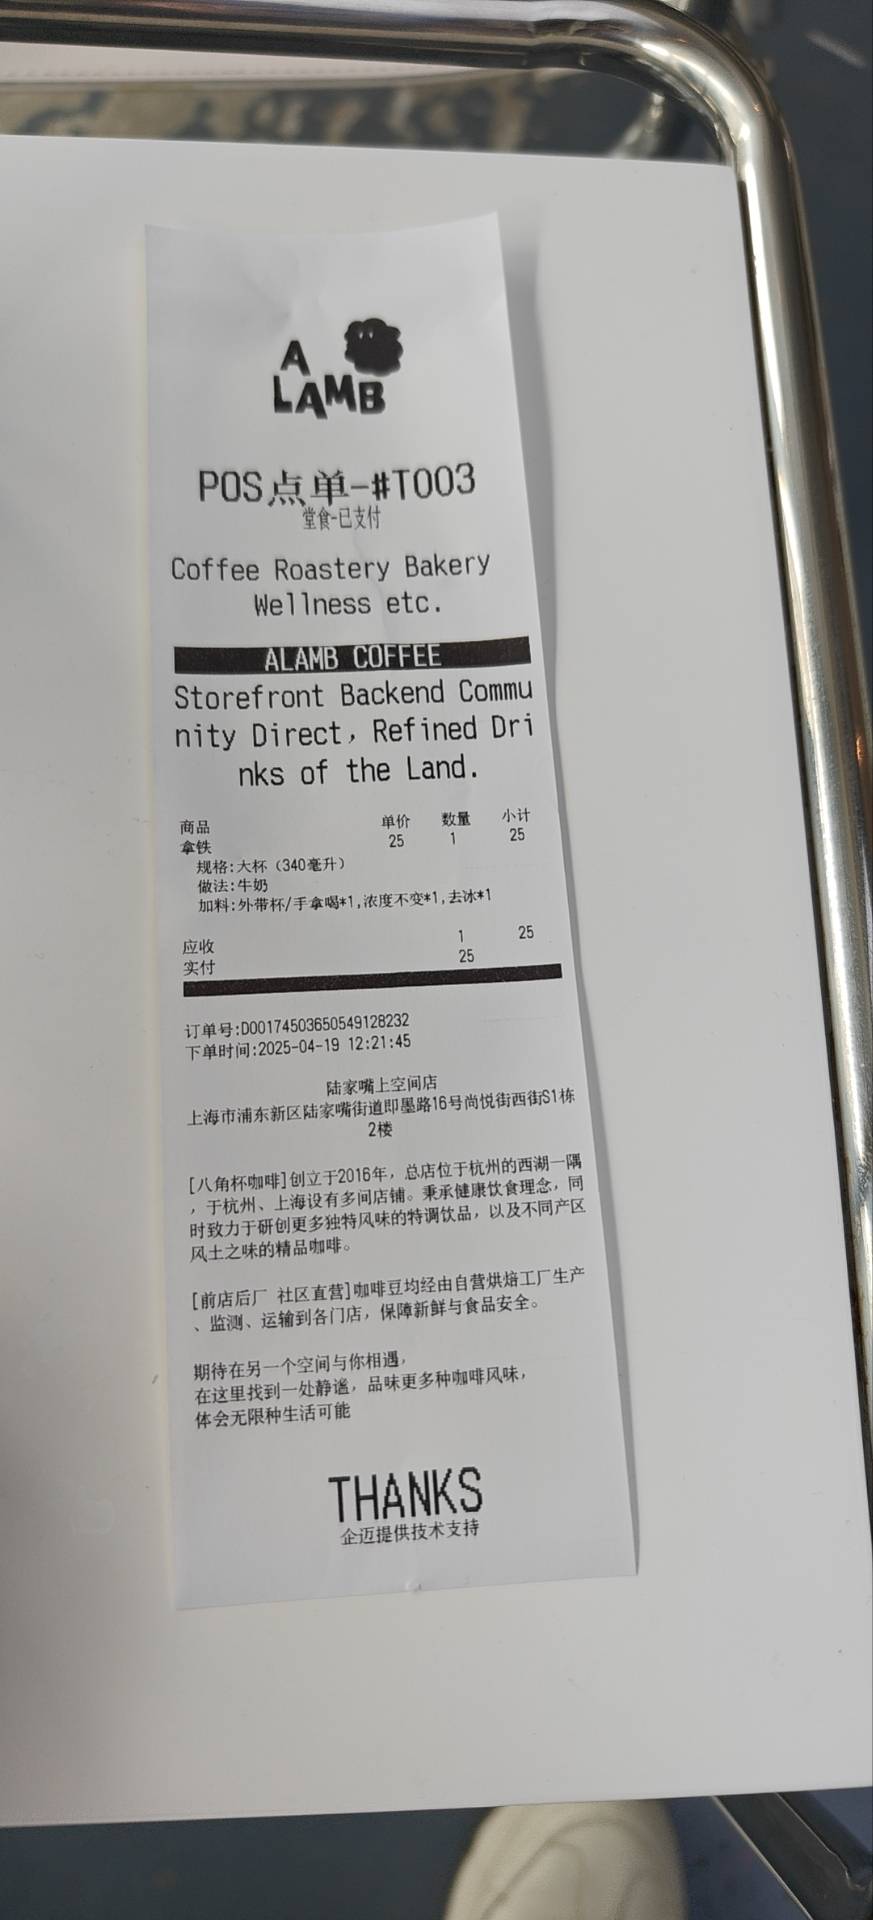 A
LAMB
POS点单-#T003
堂食-已支付
Coffee Roastery Bakery
Wellness etc.
ALAMB COFFEE
Storefront Backend Commu
nity Direct, Refined Dri
nks of the Land.
商品 单价 数量 小计
拿铁 25 1 25
规格:大杯（340毫升）
做法:牛奶
加料:外带杯/手拿喝*1,浓度不变*1,去冰*1
应收 1 25
实付 25
订单号:D00174503650549128232
下单时间:2025-04-19 12:21:45
陆家嘴上空间店
上海市浦东新区陆家嘴街道即墨路16号尚悦街西街S1栋
2楼
[八角杯咖啡]创立于2016年，总店位于杭州的西湖一隅
，于杭州、上海设有多间店铺。秉承健康饮食理念，同
时致力于研创更多独特风味的特调饮品，以及不同产区
风土之味的精品咖啡。
[前店后厂 社区直营]咖啡豆均经由自营烘焙工厂生产
、监测、运输到各门店，保障新鲜与食品安全。
期待在另一个空间与你相遇，
在这里找到一处静谧，品味更多种咖啡风味，
体会无限种生活可能
THANKS
企迈提供技术支持